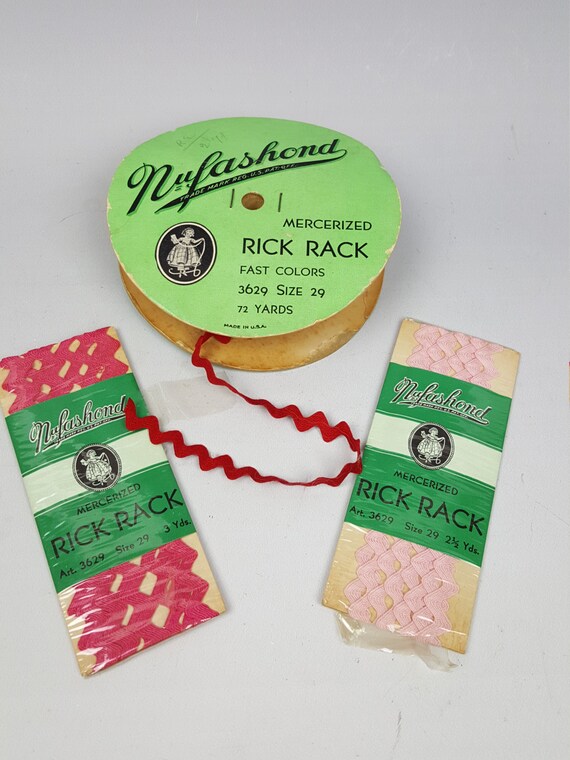 Nufashond
TRADE MARK REG. U.S. PAT. OFF.
MERCERIZED
RICK RACK
FAST COLORS
3629 SIZE 29
72 YARDS
MADE IN U.S.A.
Nufashond
MERCERIZED
RICK RACK
Art. 3629 Size 29 3 Yds.
Nufashond
MERCERIZED
RICK RACK
Art. 3629 Size 29 2½ Yds.